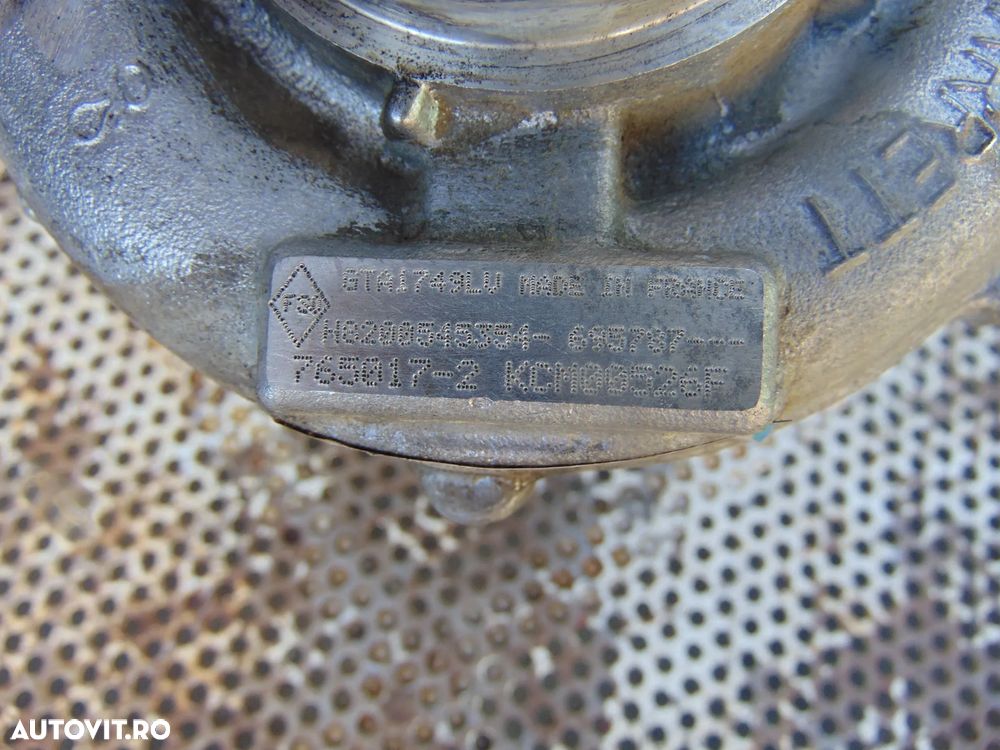 GTA1749LV MADE IN FRANCE
H8200545354- 695787---
765017-2 KCM00526F
AUTOVIT.RO